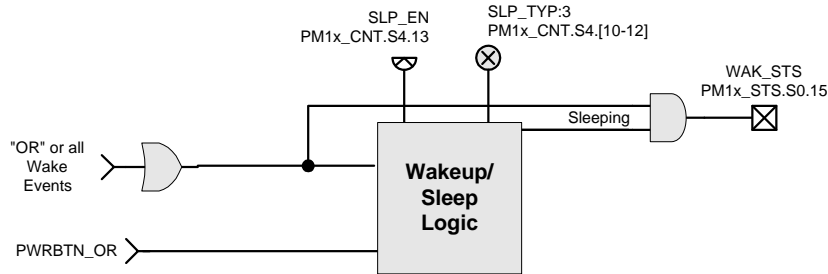 SLP_EN
PM1x_CNT.S4.13
SLP_TYP:3
PM1x_CNT.S4.[10-12]
WAK_STS
PM1x_STS.S0.15
Sleeping
"OR" or all
Wake
Events
Wakeup/
Sleep
Logic
PWRBTN_OR